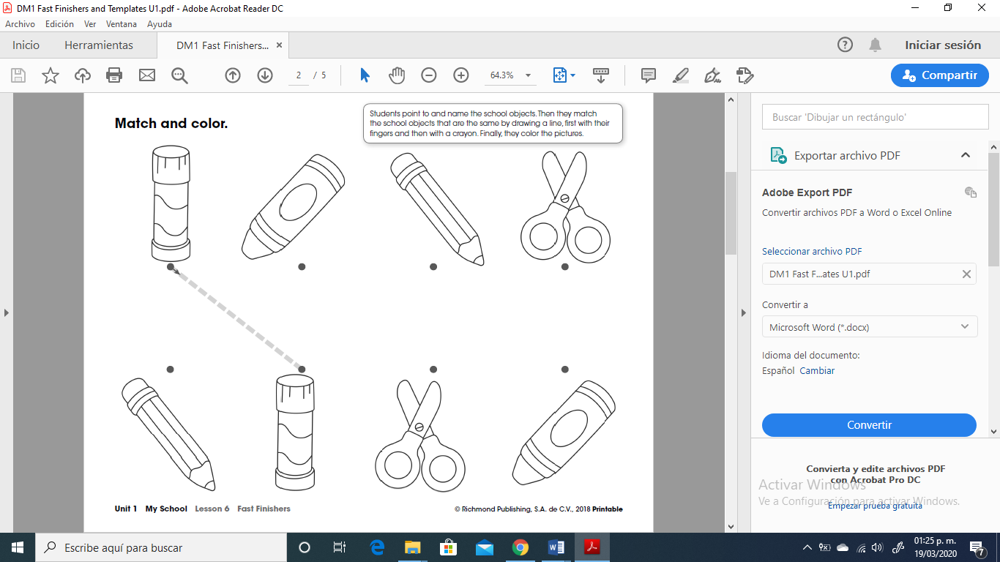 DM1 Fast Finishers and Templates U1.pdf - Adobe Acrobat Reader DC
Archivo Edición Ver Ventana Ayuda
Inicio Herramientas DM1 Fast Finishers... × Iniciar sesión
2 / 5 64.3% Compartir
Match and color.
Students point to and name the school objects. Then they match
the school objects that are the same by drawing a line, first with their
fingers and then with a crayon. Finally, they color the pictures.
Unit 1 My School Lesson 6 Fast Finishers © Richmond Publishing, S.A. de C.V., 2018 Printable
Buscar 'Dibujar un rectángulo'
Exportar archivo PDF
Adobe Export PDF
Convertir archivos PDF a Word o Excel Online
Seleccionar archivo PDF
DM1 Fast F...ates U1.pdf
Convertir a
Microsoft Word (*.docx)
Idioma del documento:
Español Cambiar
Convertir
Convierta y edite archivos PDF
con Acrobat Pro DC
Activar Windows
Ve a Configuración para activar Windows.
Empezar prueba gratuita
Escribe aquí para buscar
01:25 p. m.
19/03/2020
7